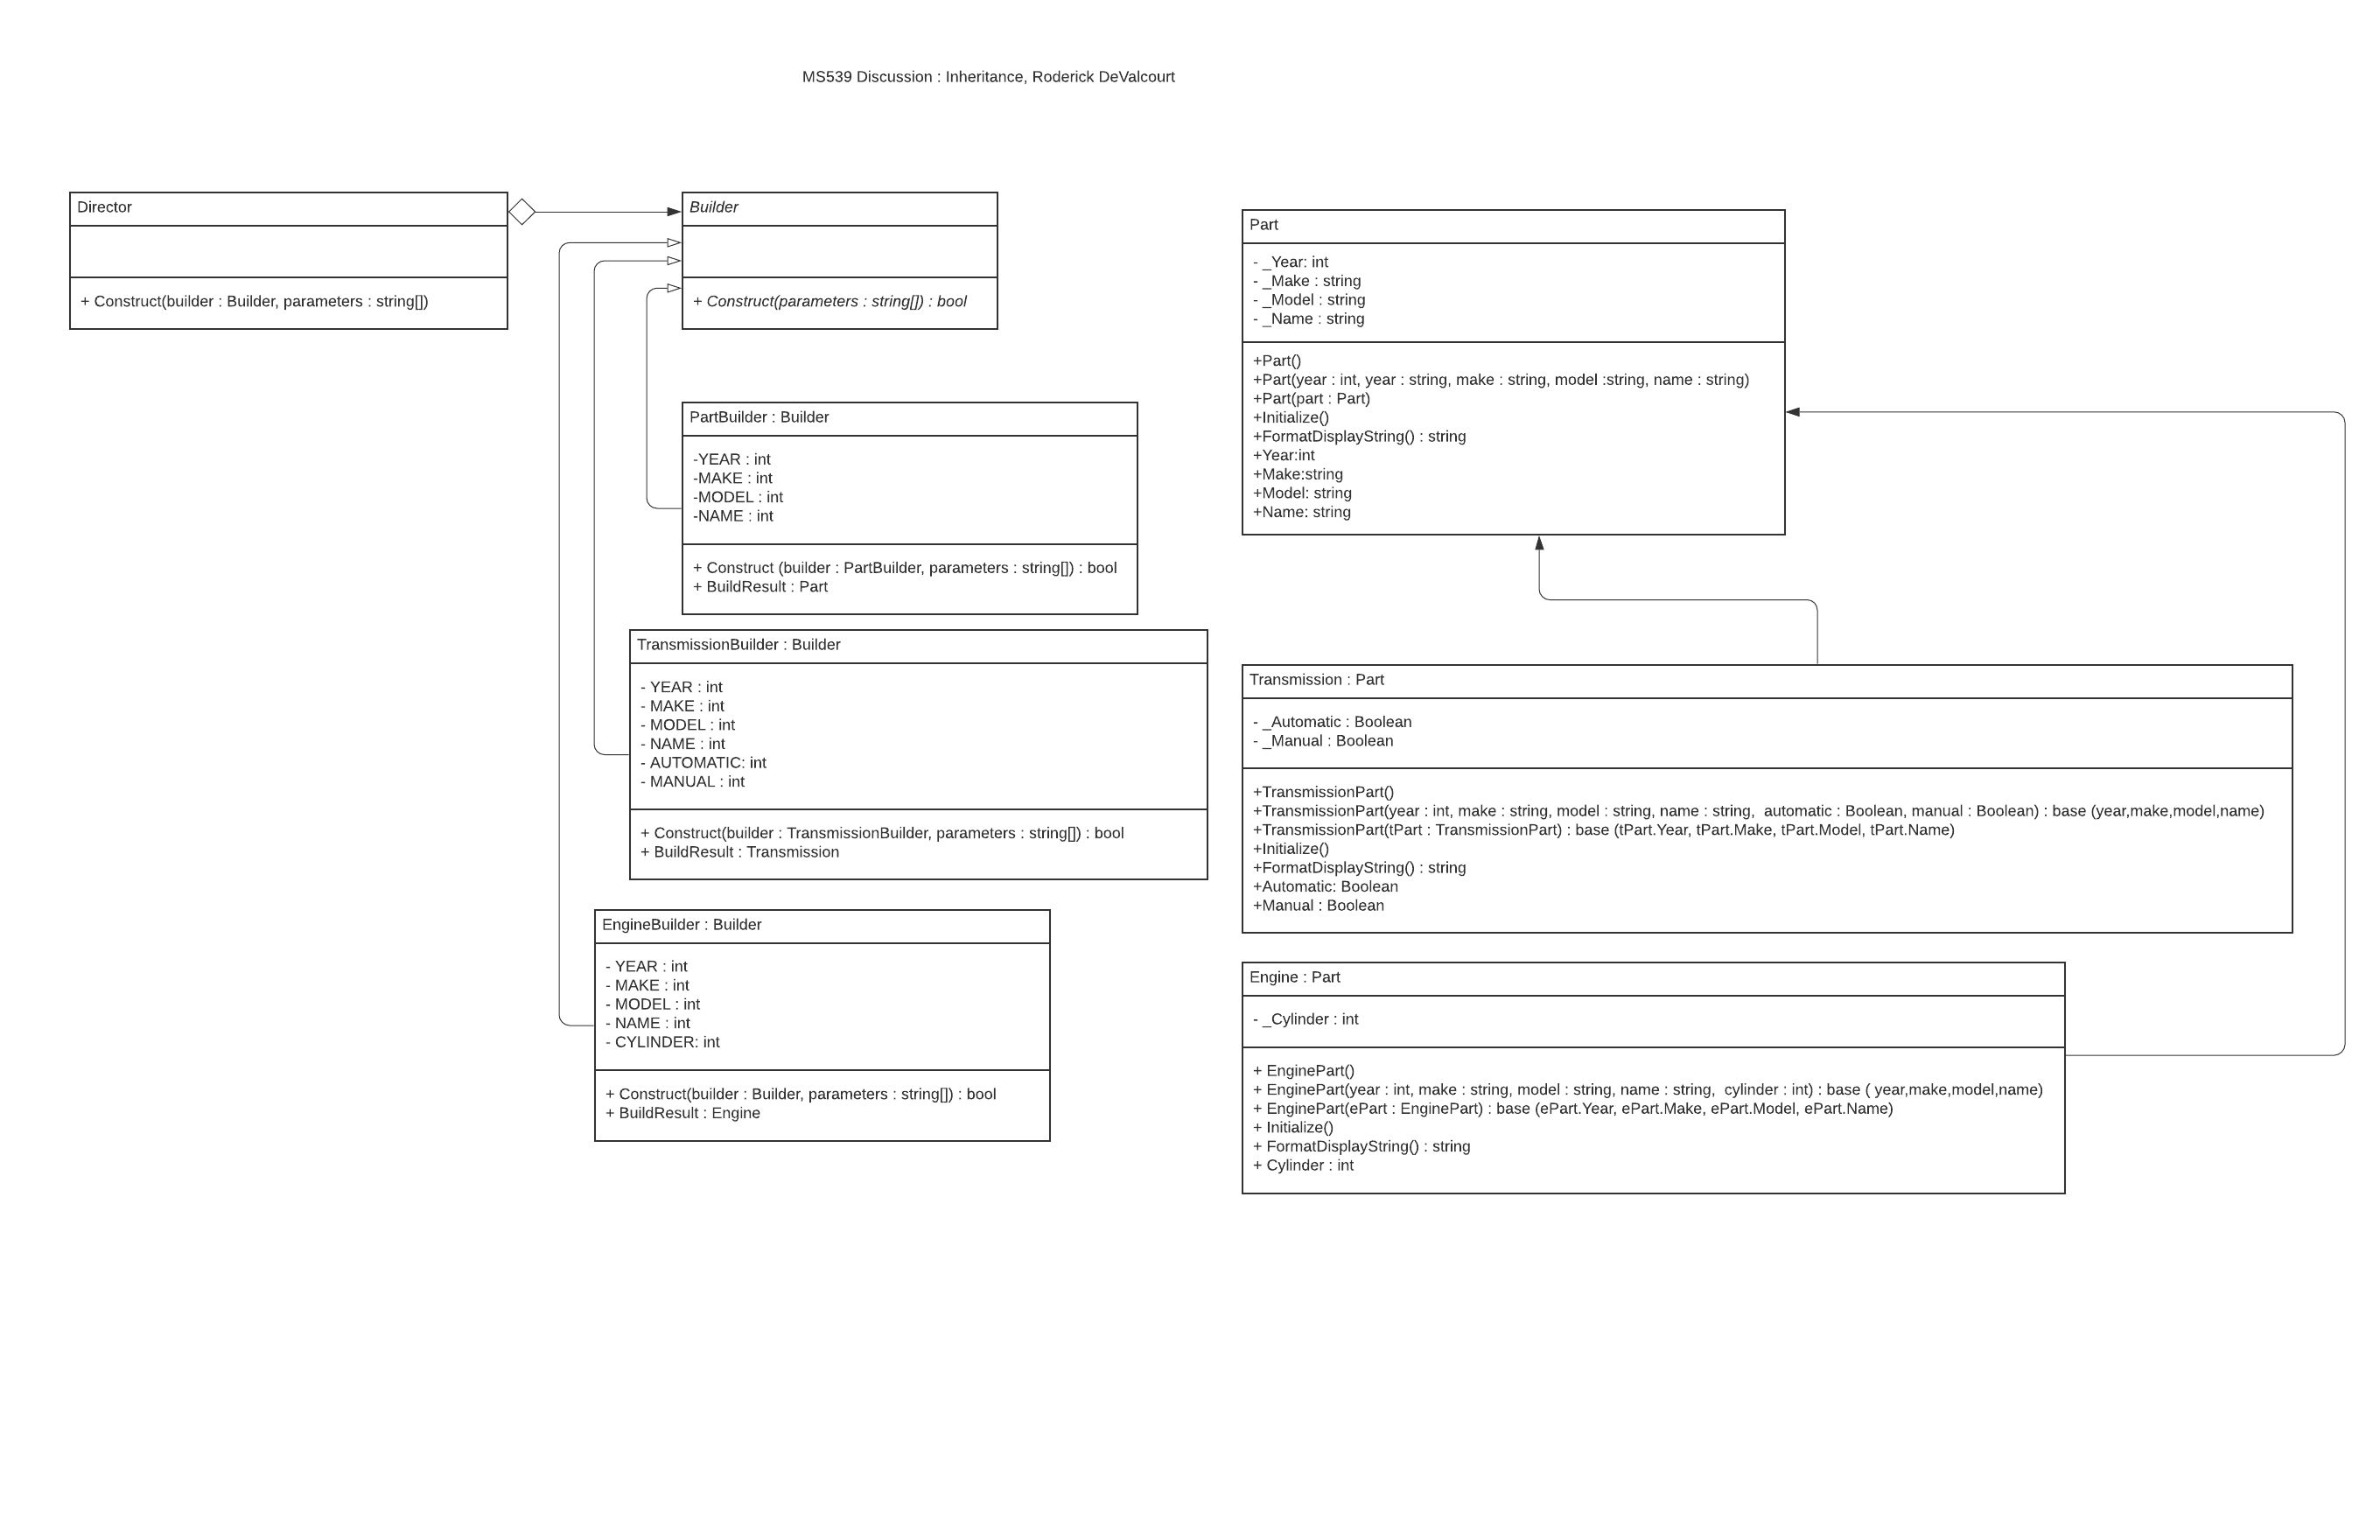 MS539 Discussion : Inheritance, Roderick DeValcourt
Director
+ Construct(builder : Builder, parameters : string[])
Builder
+ Construct(parameters : string[]) : bool
PartBuilder : Builder
-YEAR : int
-MAKE : int
-MODEL : int
-NAME : int
+ Construct (builder : PartBuilder, parameters : string[]) : bool
+ BuildResult : Part
TransmissionBuilder : Builder
- YEAR : int
- MAKE : int
- MODEL : int
- NAME : int
- AUTOMATIC: int
- MANUAL : int
+ Construct(builder : TransmissionBuilder, parameters : string[]) : bool
+ BuildResult : Transmission
EngineBuilder : Builder
- YEAR : int
- MAKE : int
- MODEL : int
- NAME : int
- CYLINDER: int
+ Construct(builder : Builder, parameters : string[]) : bool
+ BuildResult : Engine
Part
- _Year: int
- _Make : string
- _Model : string
- _Name : string
+Part()
+Part(year : int, year : string, make : string, model :string, name : string)
+Part(part : Part)
+Initialize()
+FormatDisplayString() : string
+Year:int
+Make:string
+Model: string
+Name: string
Transmission : Part
- _Automatic : Boolean
- _Manual : Boolean
+TransmissionPart()
+TransmissionPart(year : int, make : string, model : string, name : string,  automatic : Boolean, manual : Boolean) : base (year,make,model,name)
+TransmissionPart(tPart : TransmissionPart) : base (tPart.Year, tPart.Make, tPart.Model, tPart.Name)
+Initialize()
+FormatDisplayString() : string
+Automatic: Boolean
+Manual : Boolean
Engine : Part
- _Cylinder : int
+ EnginePart()
+ EnginePart(year : int, make : string, model : string, name : string,  cylinder : int) : base ( year,make,model,name)
+ EnginePart(ePart : EnginePart) : base (ePart.Year, ePart.Make, ePart.Model, ePart.Name)
+ Initialize()
+ FormatDisplayString() : string
+ Cylinder : int